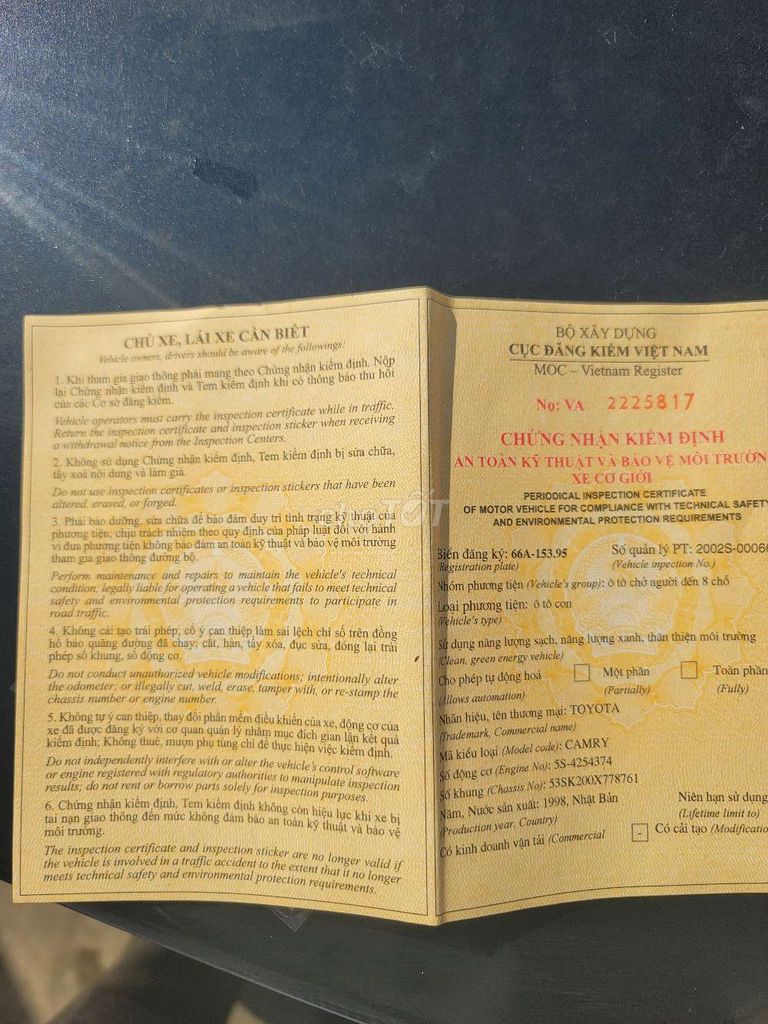 CHỦ XE, LÁI XE CẦN BIẾT
Vehicle owners, drivers should be aware of the followings:
1. Khi tham gia giao thông phải mang theo Chứng nhận kiểm định. Nộp
lại Chứng nhận kiểm định và Tem kiểm định khi có thông báo thu hồi
của các Cơ sở đăng kiểm.
Vehicle operators must carry the inspection certificate while in traffic.
Return the inspection certificate and inspection sticker when receiving
a withdrawal notice from the Inspection Centers.
2. Không sử dụng Chứng nhận kiểm định, Tem kiểm định bị sửa chữa,
tẩy xoá nội dung và làm giả.
Do not use inspection certificates or inspection stickers that have been
altered, erased, or forged.
3. Phải bảo dưỡng, sửa chữa để bảo đảm duy trì tình trạng kỹ thuật của
phương tiện; chịu trách nhiệm theo quy định của pháp luật đối với hành
vi đưa phương tiện không bảo đảm an toàn kỹ thuật và bảo vệ môi trường
tham gia giao thông đường bộ.
Perform maintenance and repairs to maintain the vehicle's technical
condition; legally liable for operating a vehicle that fails to meet technical
safety and environmental protection requirements to participate in
road traffic.
4. Không cải tạo trái phép; cố ý can thiệp làm sai lệch chỉ số trên đồng
hồ báo quãng đường đã chạy; cắt, hàn, tẩy xóa, đục sửa, đóng lại trái
phép số khung, số động cơ.
Do not conduct unauthorized vehicle modifications; intentionally alter
the odometer; or illegally cut, weld, erase, tamper with, or re-stamp the
chassis number or engine number.
5. Không tự ý can thiệp, thay đổi phần mềm điều khiển của xe, động cơ của
xe đã được đăng ký với cơ quan quản lý nhằm mục đích gian lận kết quả
kiểm định; Không thuê, mượn phụ tùng chỉ để thực hiện việc kiểm định.
Do not independently interfere with or alter the vehicle's control software
or engine registered with regulatory authorities to manipulate inspection
results; do not rent or borrow parts solely for inspection purposes.
6. Chứng nhận kiểm định, Tem kiểm định không còn hiệu lực khi xe bị
tai nạn giao thông đến mức không đảm bảo an toàn kỹ thuật và bảo vệ
môi trường.
The inspection certificate and inspection sticker are no longer valid if
the vehicle is involved in a traffic accident to the extent that it no longer
meets technical safety and environmental protection requirements.
BỘ XÂY DỰNG
CỤC ĐĂNG KIỂM VIỆT NAM
MOC – Vietnam Register
No: VA 2225817
CHỨNG NHẬN KIỂM ĐỊNH
AN TOÀN KỸ THUẬT VÀ BẢO VỆ MÔI TRƯỜN
XE CƠ GIỚI
PERIODICAL INSPECTION CERTIFICATE
OF MOTOR VEHICLE FOR COMPLIANCE WITH TECHNICAL SAFETY
AND ENVIRONMENTAL PROTECTION REQUIREMENTS
Biển đăng ký: 66A-153.95 Số quản lý PT: 2002S-00066
(Registration plate) (Vehicle inpection No.)
Nhóm phương tiện (Vehicle's group): ô tô chở người đến 8 chỗ
Loại phương tiện: ô tô con
(Vehicle's type)
Sử dụng năng lượng sạch, năng lượng xanh, thân thiện môi trường
(Clean, green energy vehicle)
Cho phép tự động hoá Một phần Toàn phần
(Allows automation) (Partially) (Fully)
Nhãn hiệu, tên thương mại: TOYOTA
(Trademark, Commercial name)
Mã kiểu loại (Model code): CAMRY
Số động cơ (Engine No): 5S-4254374
Số khung (Chassis No): 53SK200X778761
Năm, Nước sản xuất: 1998, Nhật Bản Niên hạn sử dụng
(Production year, Country) (Lifetime limit to)
Có kinh doanh vận tải (Commercial - Có cải tạo (Modificatio
TỐT